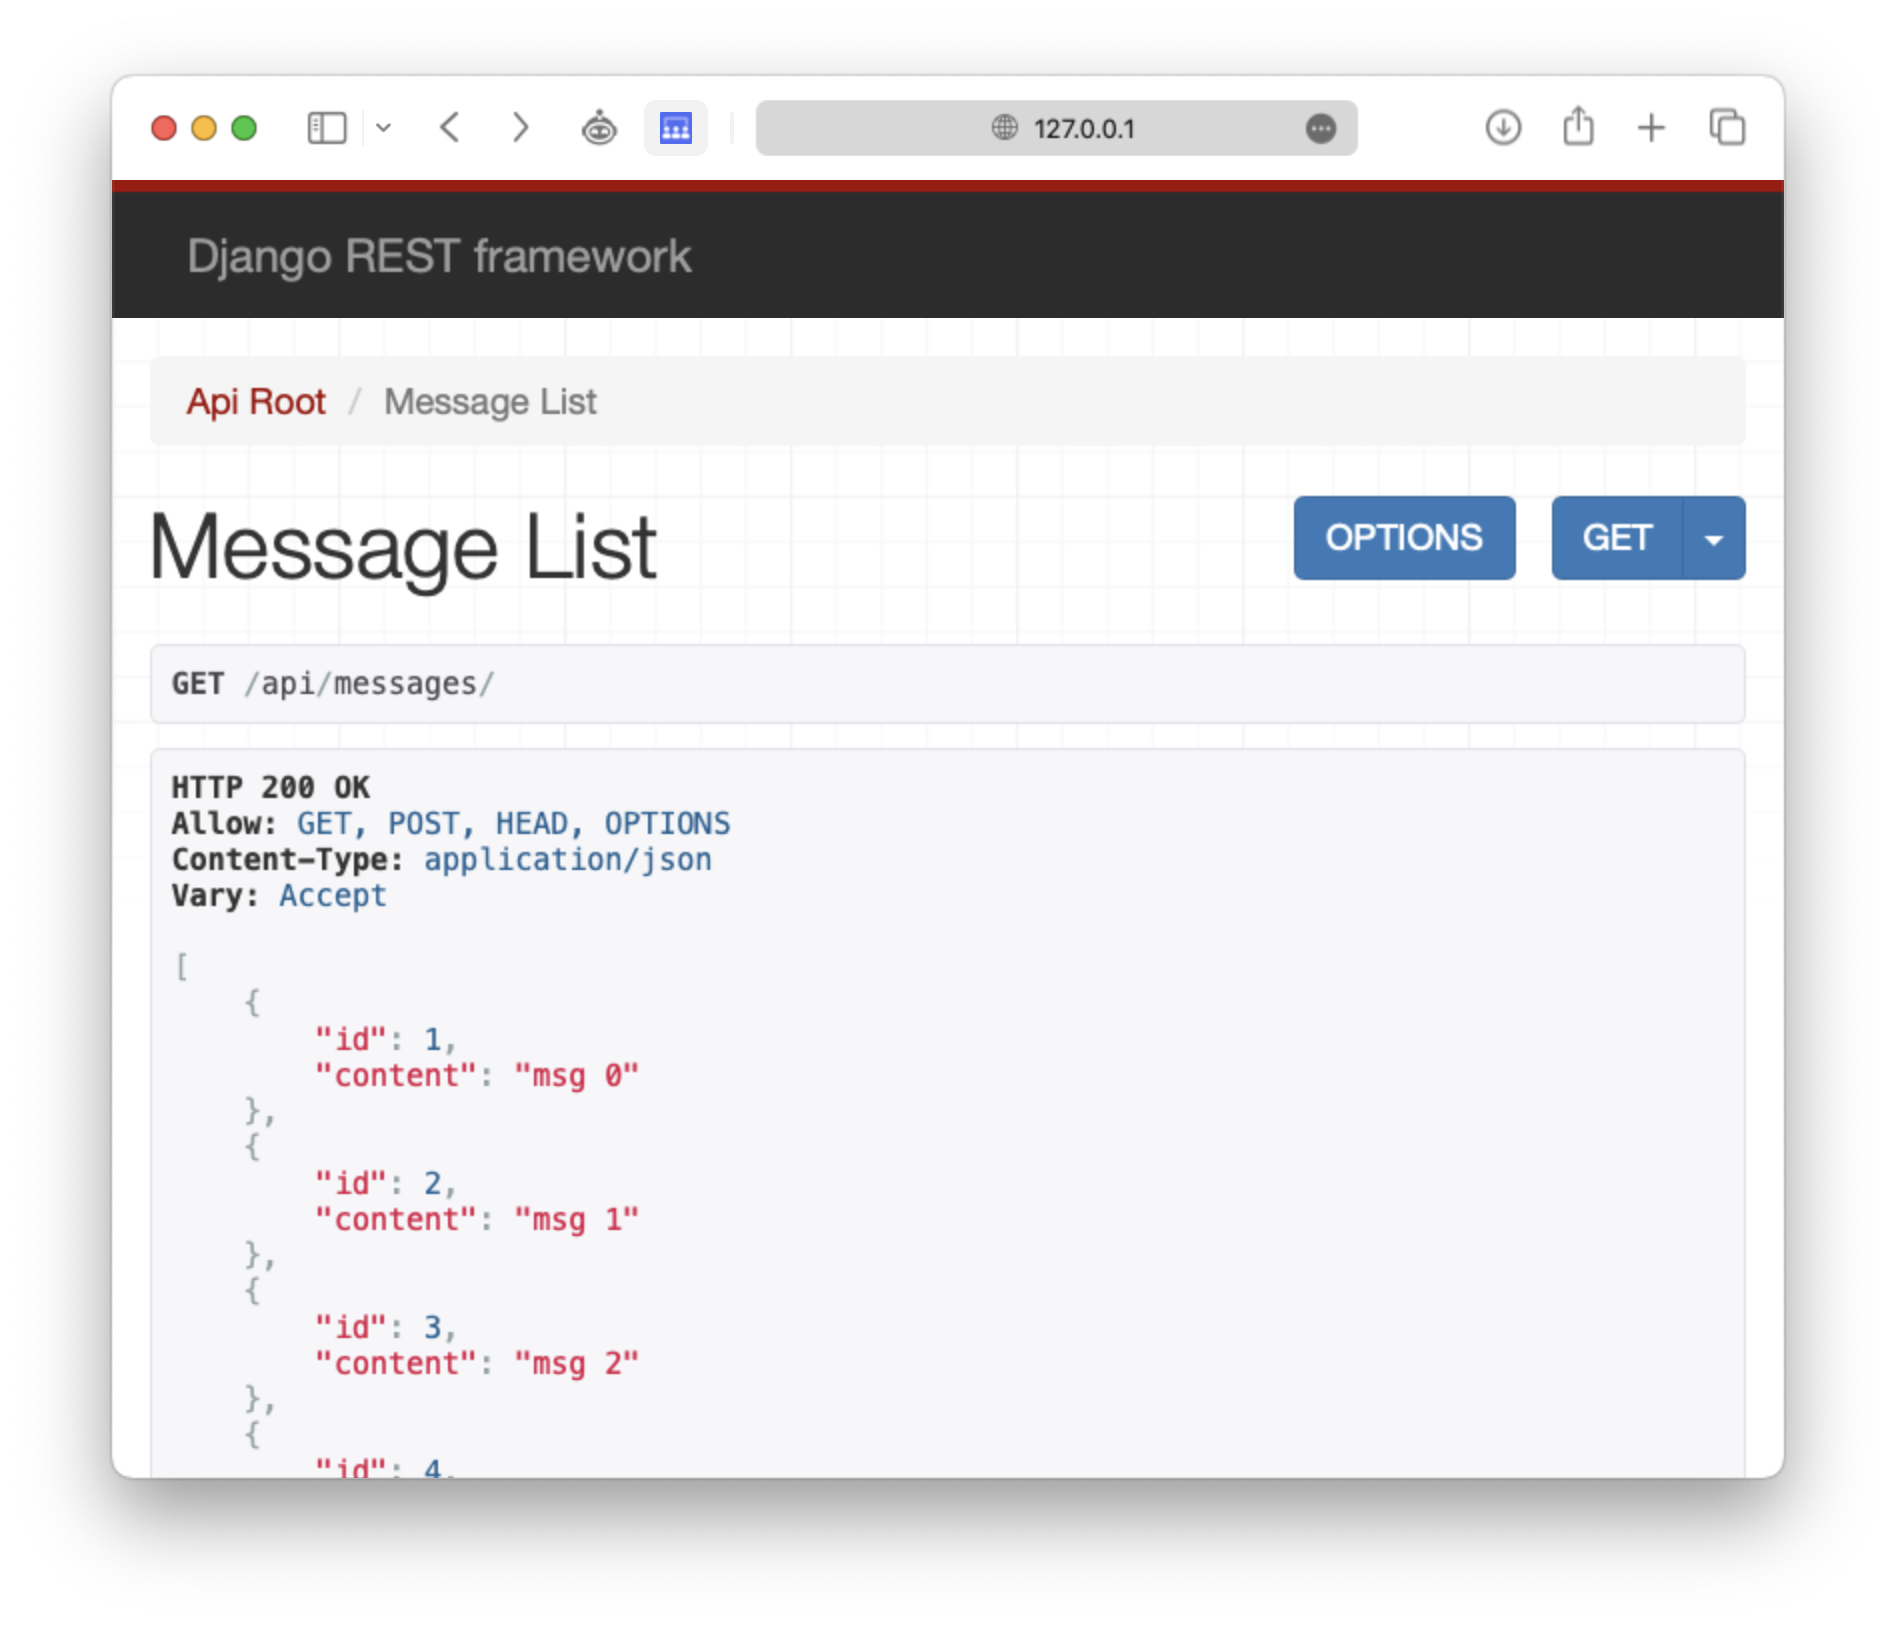 127.0.0.1
Django REST framework
Api Root / Message List
Message List
OPTIONS
GET
GET /api/messages/
HTTP 200 OK
Allow: GET, POST, HEAD, OPTIONS
Content-Type: application/json
Vary: Accept
[
    {
        "id": 1,
        "content": "msg 0"
    },
    {
        "id": 2,
        "content": "msg 1"
    },
    {
        "id": 3,
        "content": "msg 2"
    },
    {
        "id": 4,